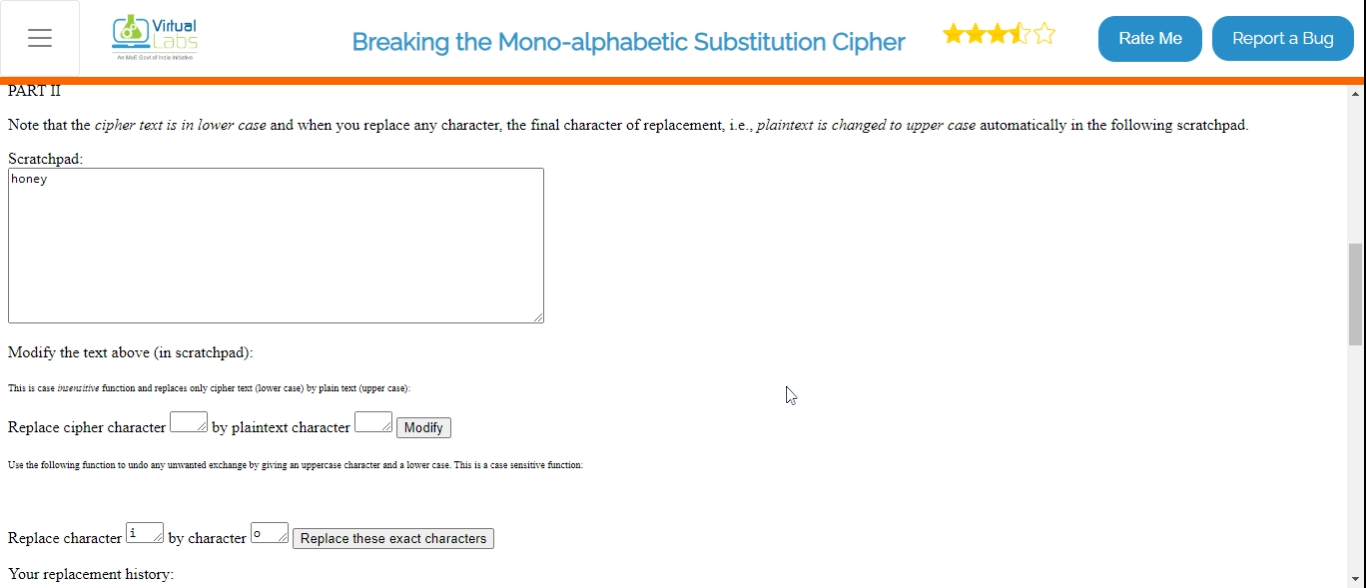 Virtual
Labs
An MoE Govt of India Initiative
Breaking the Mono-alphabetic Substitution Cipher
Rate Me
Report a Bug
PART II
Note that the cipher text is in lower case and when you replace any character, the final character of replacement, i.e., plaintext is changed to upper case automatically in the following scratchpad.
Scratchpad:
honey
Modify the text above (in scratchpad):
This is case insensitive function and replaces only cipher text (lower case) by plain text (upper case):
Replace cipher character by plaintext character Modify
Use the following function to undo any unwanted exchange by giving an uppercase character and a lower case. This is a case sensitive function:
Replace character i by character o Replace these exact characters
Your replacement history: